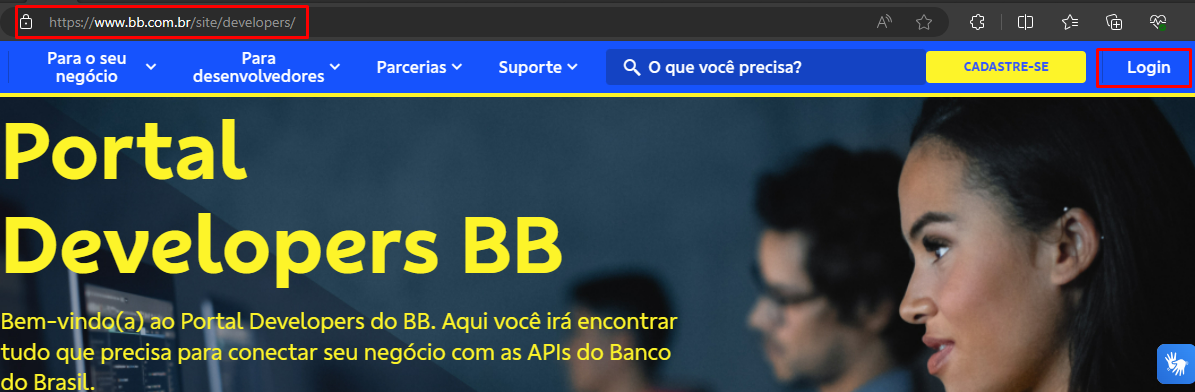 https://www.bb.com.br/site/developers/
Para o seu
negócio
Para
desenvolvedores
Parcerias
Suporte
O que você precisa?
CADASTRE-SE
Login
Portal
Developers BB
Bem-vindo(a) ao Portal Developers do BB. Aqui você irá encontrar
tudo que precisa para conectar seu negócio com as APIs do Banco
do Brasil.